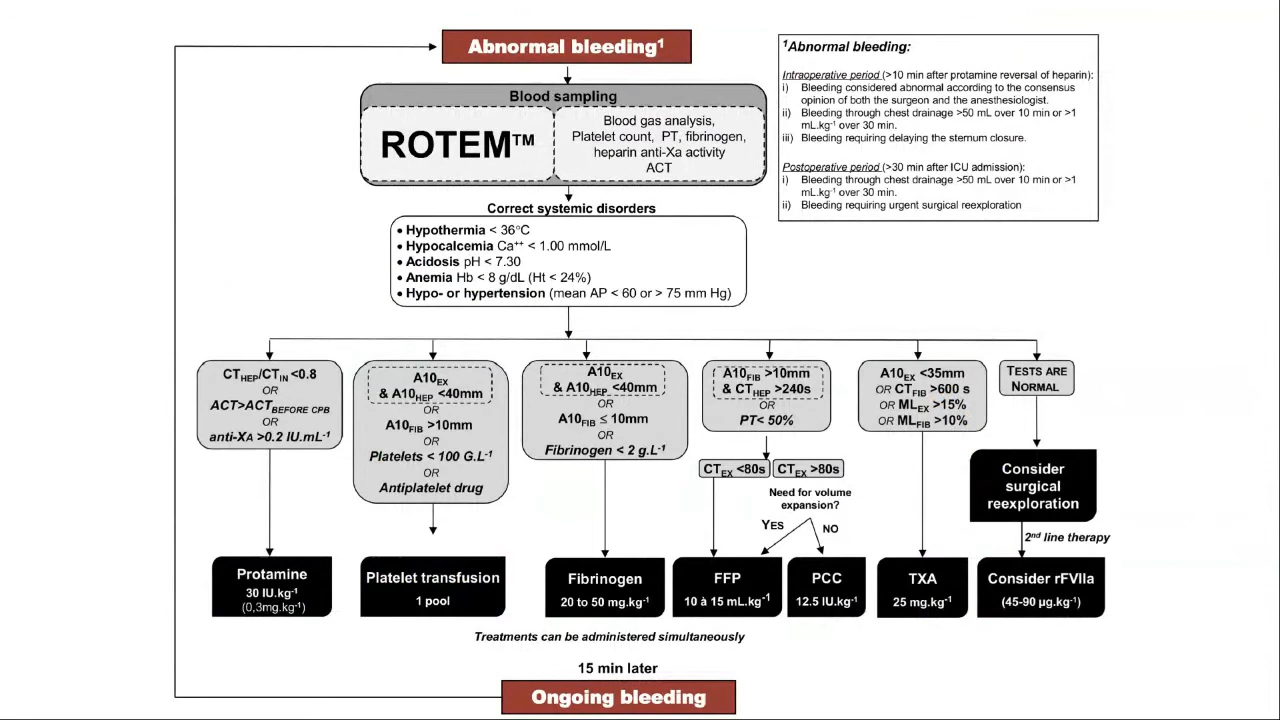 Abnormal bleeding¹
Blood sampling
ROTEM™
Blood gas analysis,
Platelet count, PT, fibrinogen,
heparin anti-Xa activity
ACT
¹Abnormal bleeding:
Intraoperative period (>10 min after protamine reversal of heparin):
i) Bleeding considered abnormal according to the consensus
opinion of both the surgeon and the anesthesiologist.
ii) Bleeding through chest drainage >50 mL over 10 min or >1
mL.kg⁻¹ over 30 min.
iii) Bleeding requiring delaying the sternum closure.
Postoperative period (>30 min after ICU admission):
i) Bleeding through chest drainage >50 mL over 10 min or >1
mL.kg⁻¹ over 30 min.
ii) Bleeding requiring urgent surgical reexploration
Correct systemic disorders
• Hypothermia < 36°C
• Hypocalcemia Ca⁺⁺ < 1.00 mmol/L
• Acidosis pH < 7.30
• Anemia Hb < 8 g/dL (Ht < 24%)
• Hypo- or hypertension (mean AP < 60 or > 75 mm Hg)
CT_HEP/CT_IN <0.8
OR
ACT>ACT_BEFORE CPB
OR
anti-XA >0.2 IU.mL⁻¹
A10_EX
& A10_HEP <40mm
OR
A10_FIB >10mm
OR
Platelets < 100 G.L⁻¹
OR
Antiplatelet drug
A10_EX
& A10_HEP <40mm
OR
A10_FIB ≤ 10mm
OR
Fibrinogen < 2 g.L⁻¹
A10_FIB >10mm
& CT_HEP >240s
OR
PT< 50%
A10_EX <35mm
OR CT_FIB >600 s
OR ML_EX >15%
OR ML_FIB >10%
TESTS ARE
NORMAL
CT_EX <80s
CT_EX >80s
Need for volume
expansion?
YES
NO
Consider
surgical
reexploration
2nd line therapy
Protamine
30 IU.kg⁻¹
(0,3mg.kg⁻¹)
Platelet transfusion
1 pool
Fibrinogen
20 to 50 mg.kg⁻¹
FFP
10 à 15 mL.kg⁻¹
PCC
12.5 IU.kg⁻¹
TXA
25 mg.kg⁻¹
Consider rFVIIa
(45-90 µg.kg⁻¹)
Treatments can be administered simultaneously
15 min later
Ongoing bleeding